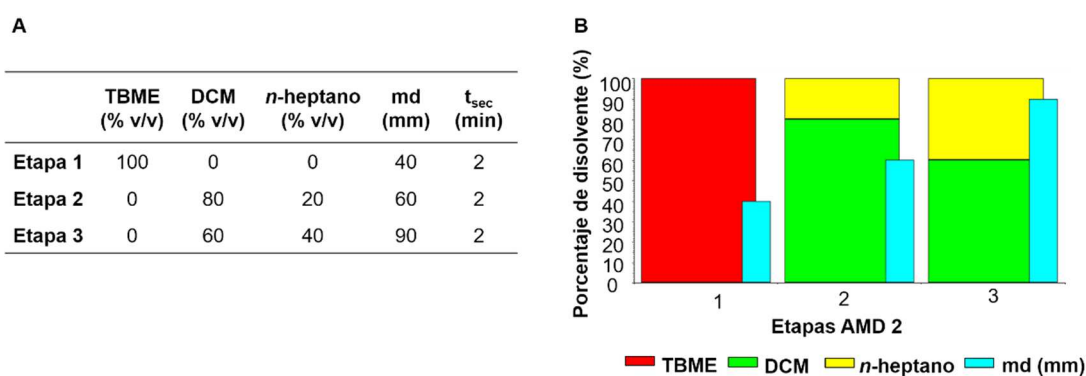 A
TBME DCM n-heptano md t_sec
(% v/v) (% v/v) (% v/v) (mm) (min)
Etapa 1 100 0 0 40 2
Etapa 2 0 80 20 60 2
Etapa 3 0 60 40 90 2
B
Porcentaje de disolvente (%)
100
90
80
70
60
50
40
30
20
10
0
1 2 3
Etapas AMD 2
TBME DCM n-heptano md (mm)